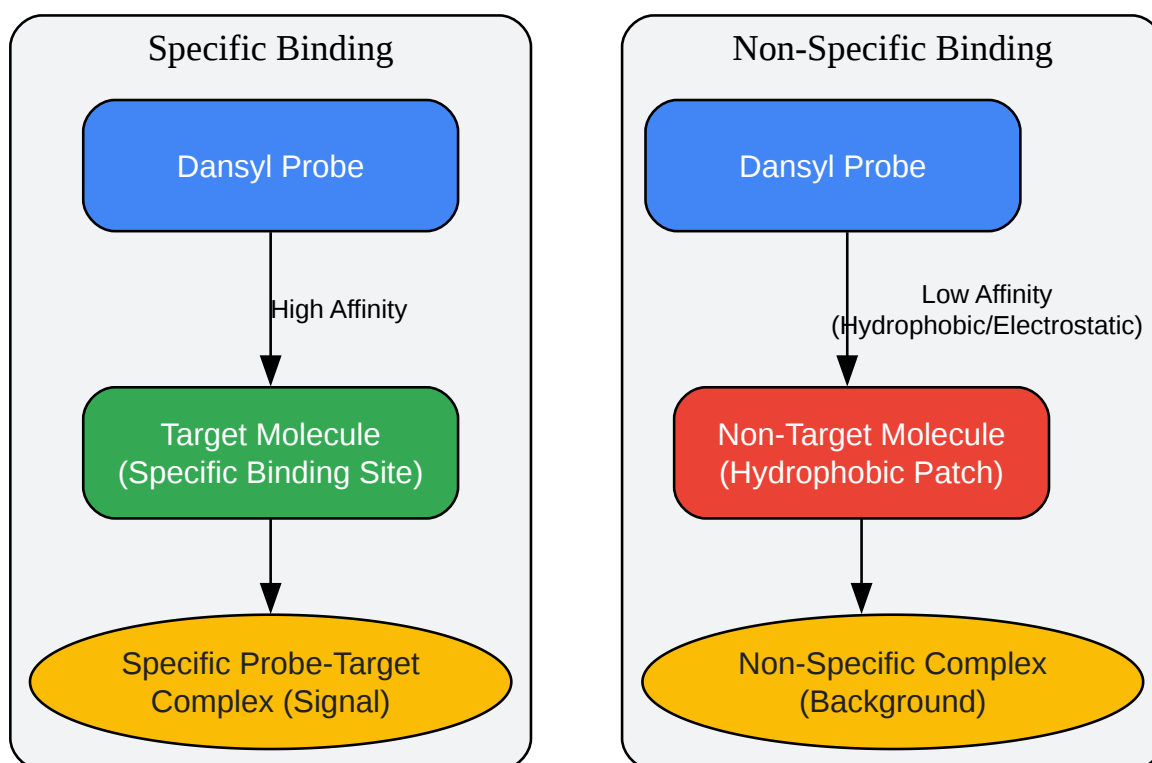 Specific Binding
Dansyl Probe
High Affinity
Target Molecule
(Specific Binding Site)
Specific Probe-Target
Complex (Signal)
Non-Specific Binding
Dansyl Probe
Low Affinity
(Hydrophobic/Electrostatic)
Non-Target Molecule
(Hydrophobic Patch)
Non-Specific Complex
(Background)